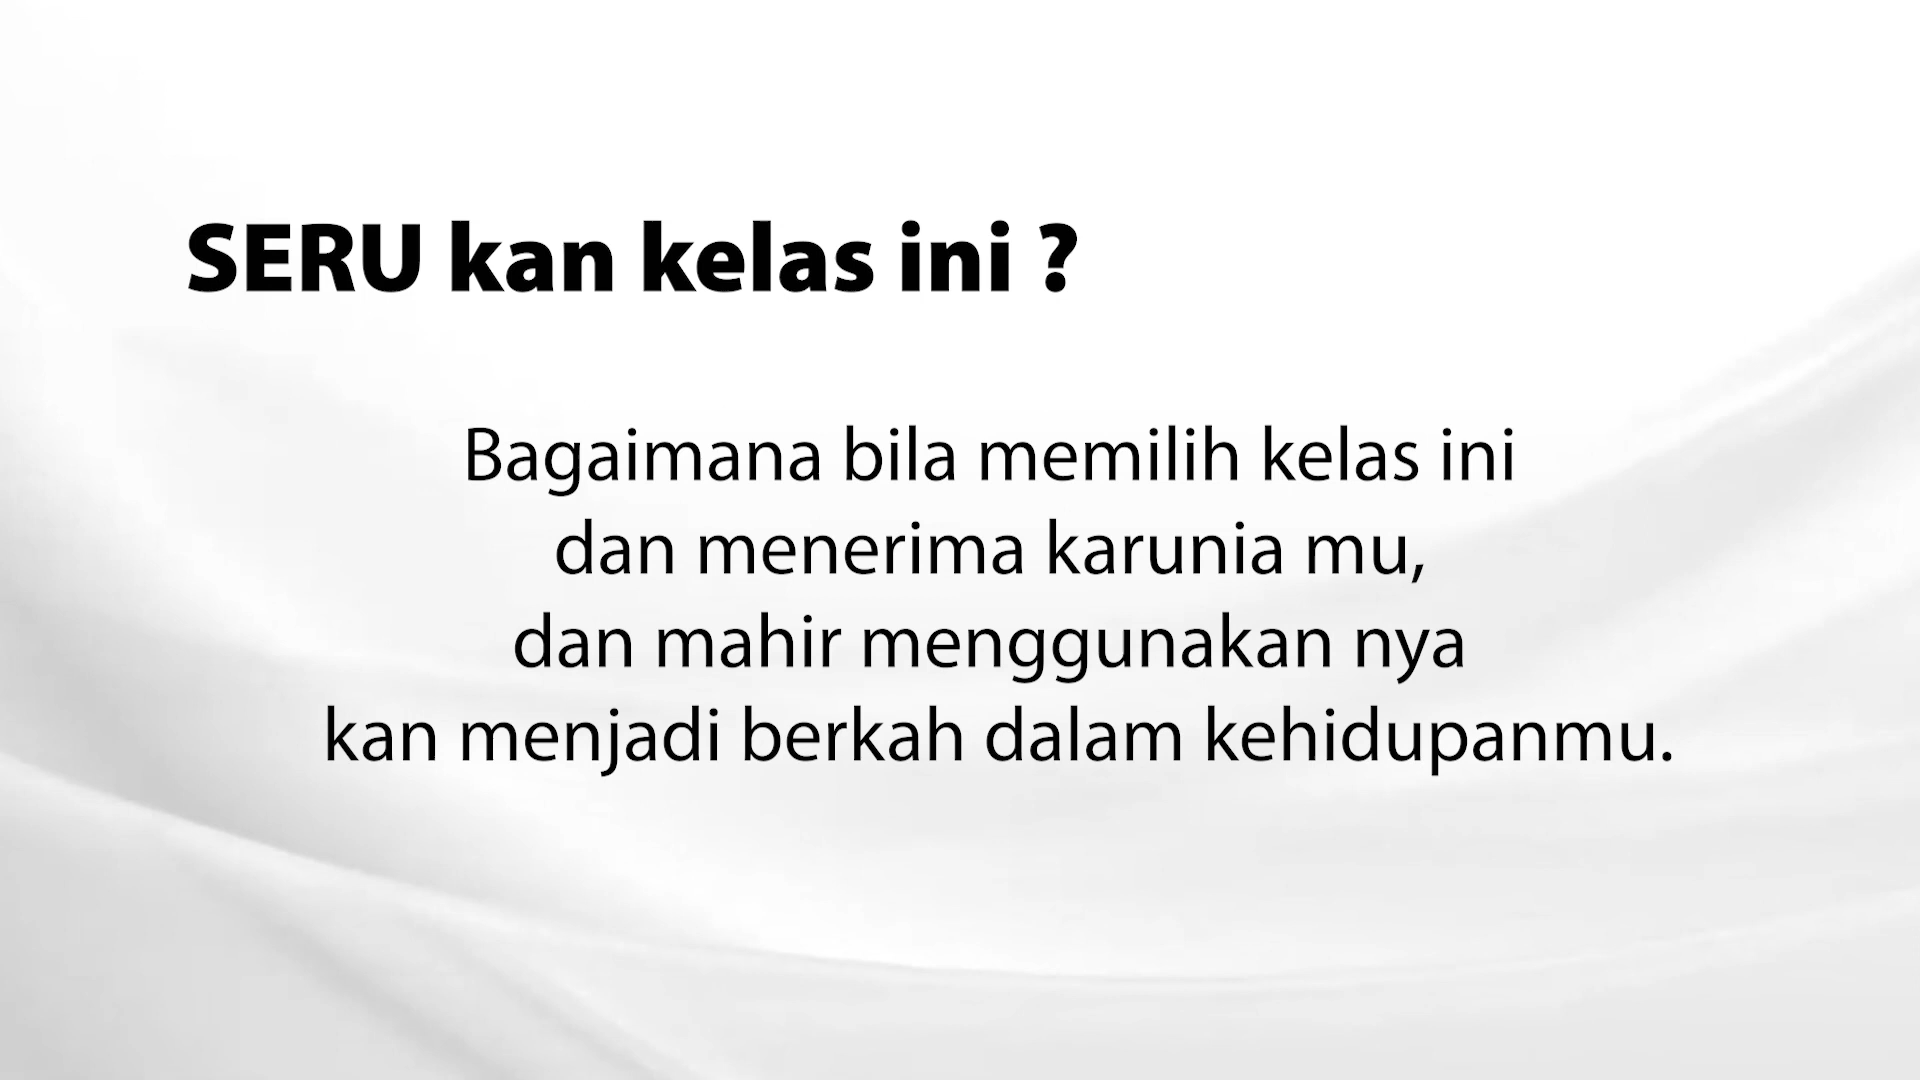 SERU kan kelas ini ?
Bagaimana bila memilih kelas ini
dan menerima karunia mu,
dan mahir menggunakan nya
kan menjadi berkah dalam kehidupanmu.